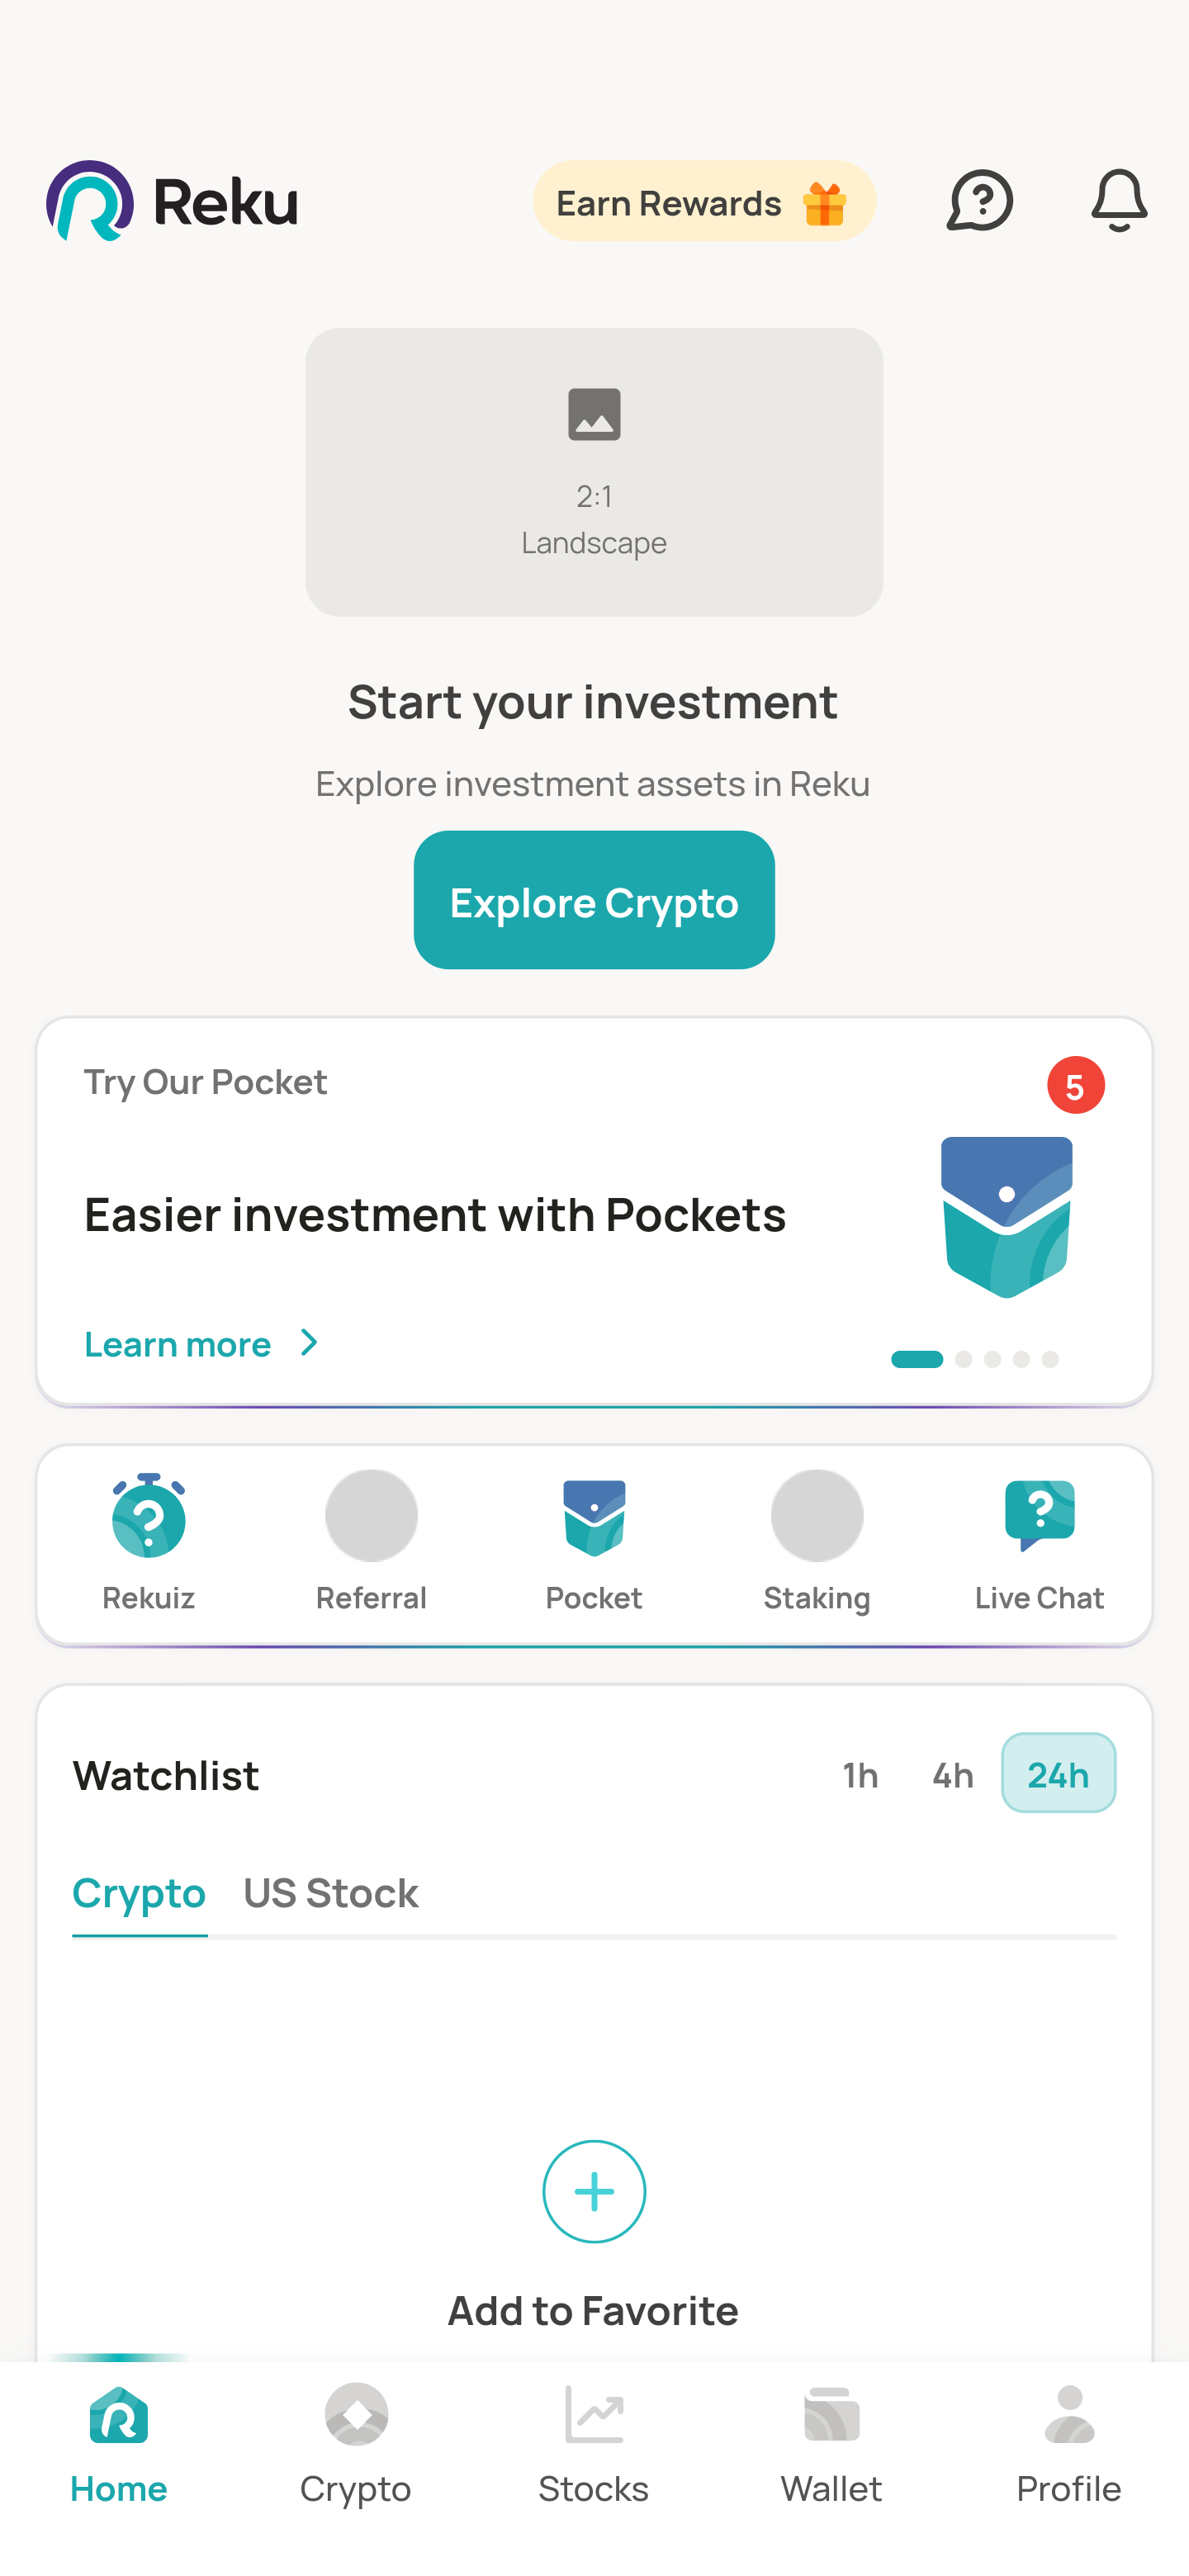 Reku
Earn Rewards
2:1
Landscape
Start your investment
Explore investment assets in Reku
Explore Crypto
Try Our Pocket
5
Easier investment with Pockets
Learn more
Rekuiz
Referral
Pocket
Staking
Live Chat
Watchlist
1h
4h
24h
Crypto
US Stock
Add to Favorite
Home
Crypto
Stocks
Wallet
Profile